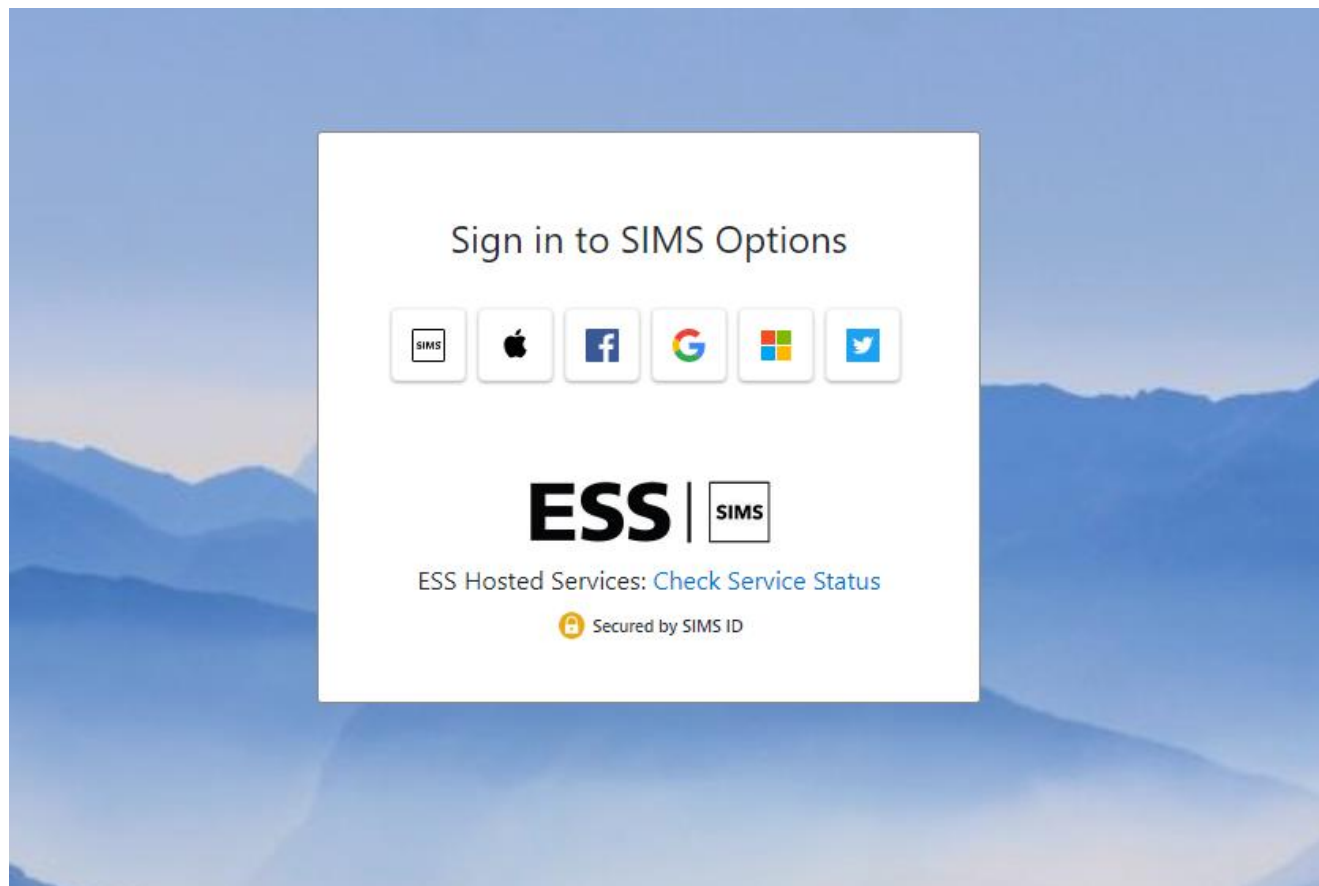 Sign in to SIMS Options
SIMS
ESS | SIMS
ESS Hosted Services: Check Service Status
Secured by SIMS ID